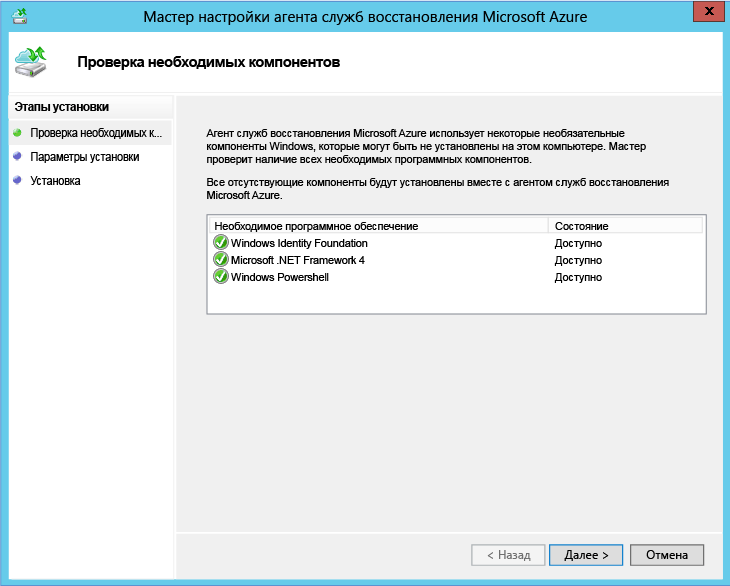 Мастер настройки агента служб восстановления Microsoft Azure
x
Проверка необходимых компонентов
Этапы установки
Проверка необходимых к...
Параметры установки
Установка
Агент служб восстановления Microsoft Azure использует некоторые необязательные
компоненты Windows, которые могут быть не установлены на этом компьютере. Мастер
проверит наличие всех необходимых программных компонентов.
Все отсутствующие компоненты будут установлены вместе с агентом служб восстановления
Microsoft Azure.
Необходимое программное обеспечение Состояние
Windows Identity Foundation Доступно
Microsoft .NET Framework 4 Доступно
Windows Powershell Доступно
< Назад Далее > Отмена